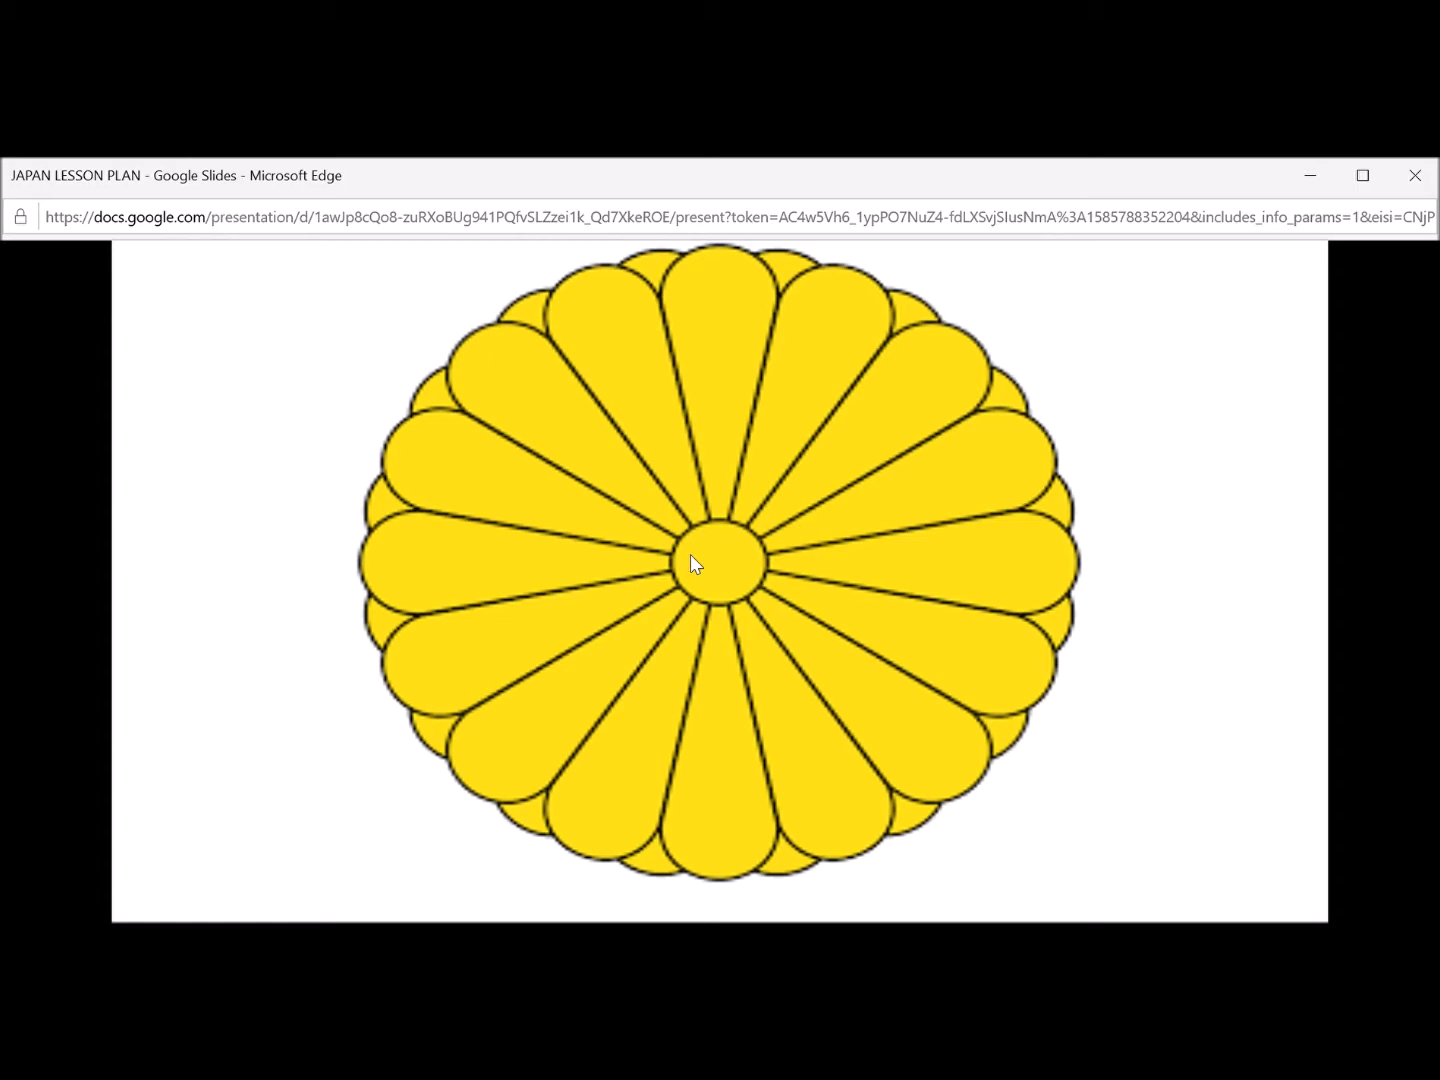 JAPAN LESSON PLAN - Google Slides - Microsoft Edge
https://docs.google.com/presentation/d/1awJp8cQo8-zuRXoBUg941PQfvSLZzei1k_Qd7XkeROE/present?token=AC4w5Vh6_1ypPO7NuZ4-fdLXSvjSIusNmA%3A1585788352204&includes_info_params=1&eisi=CNjP